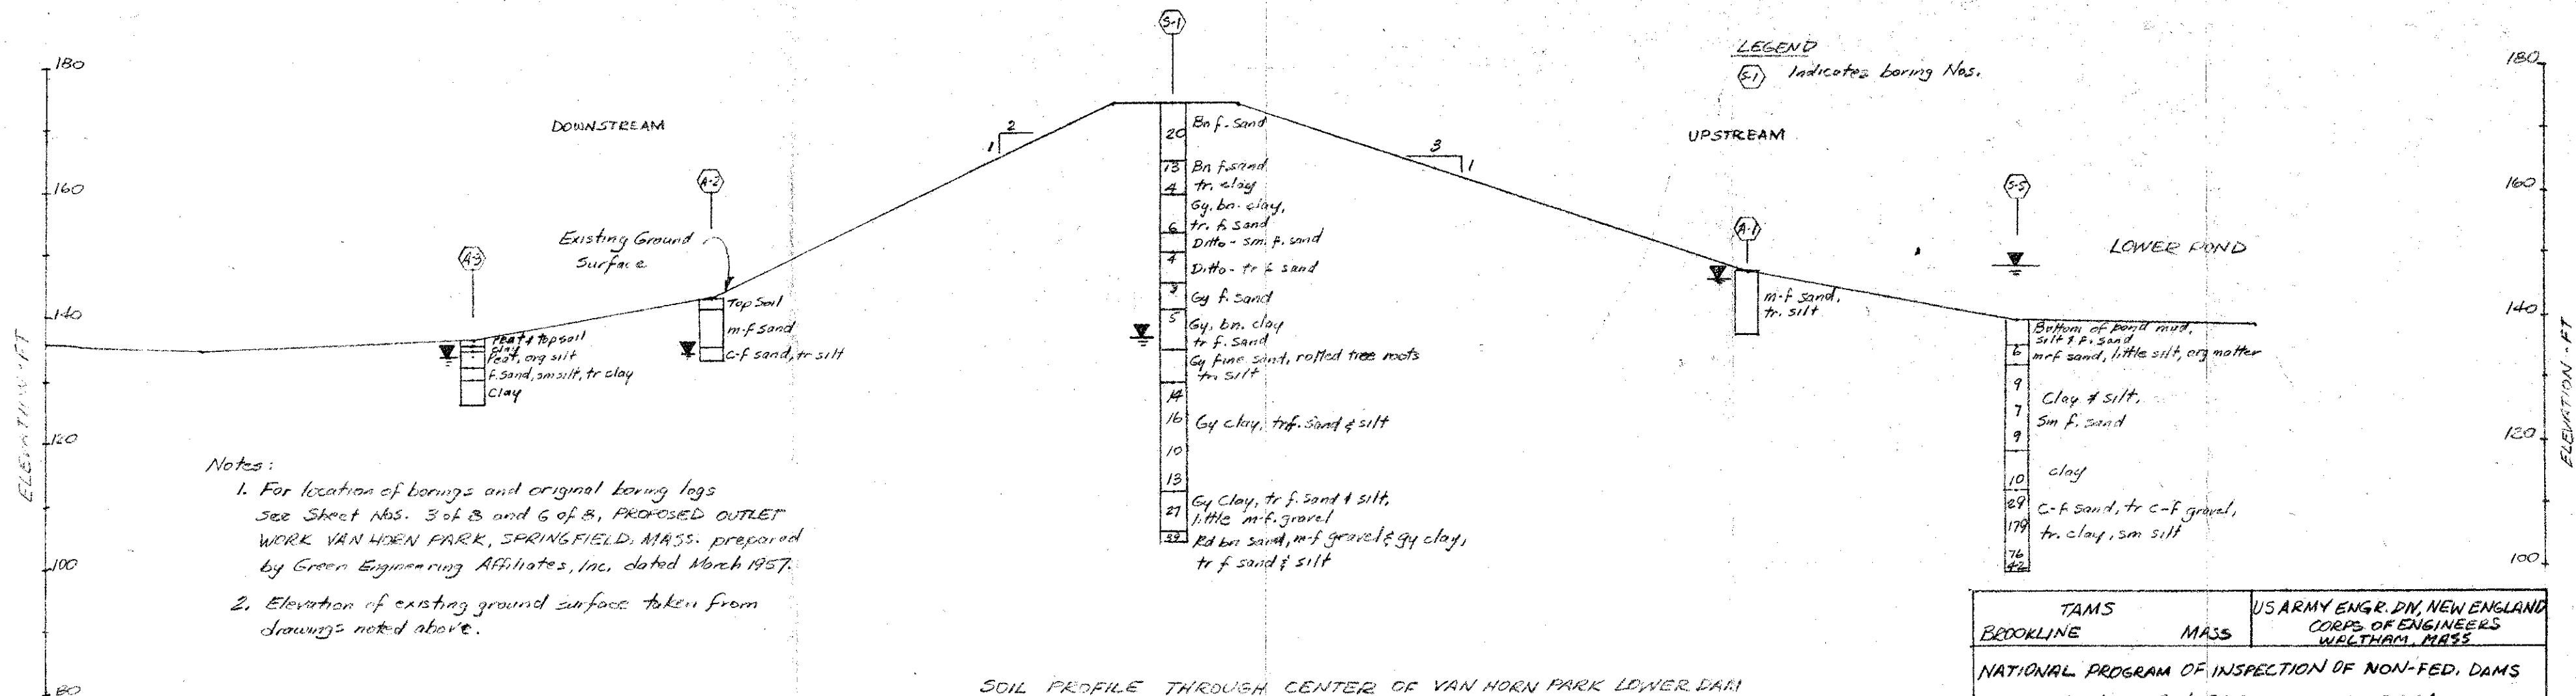 S-1
LEGEND
S-1 Indicates boring Nos.
180
180
DOWNSTREAM
UPSTREAM
2
1
3
1
20
Bn f. Sand
13
Bn f. sand
4
tr. clay
Gy. bn. clay,
6
tr. f. sand
Ditto - sm. f. sand
4
Ditto - tr f. sand
3
Gy f. sand
5
Gy, bn. clay
tr f. sand
Gy fine sand, rotted tree roots
tr. silt
14
16
Gy clay, tr f. sand & silt
10
13
Gy Clay, tr f. sand & silt,
27
little m-f. gravel
Rd bn sand, m-f gravel & gy clay,
tr f sand & silt
160
160
A-2
Existing Ground
Surface
A-3
Top Soil
m-f sand
C-f sand, tr silt
140
140
Peat & topsoil
Clay
Peat, org silt
f. Sand, sm silt, tr clay
Clay
A-1
m-f sand,
tr. silt
S-5
LOWER POND
Bottom of pond mud,
silt & f. sand
6
m-f sand, little silt, org matter
9
Clay & silt,
7
Sm f. sand
9
clay
10
29
C-f sand, tr c-f gravel,
179
tr. clay, sm silt
76
42
120
120
100
100
80
ELEVATION-FT
ELEVATION-FT
Notes:
1. For location of borings and original boring logs
see Sheet Nos. 3 of 8 and 6 of 8, PROPOSED OUTLET
WORK VAN HORN PARK, SPRINGFIELD, MASS. prepared
by Green Engineering Affiliates, Inc. dated March 1957.
2. Elevation of existing ground surface taken from
drawings noted above.
SOIL PROFILE THROUGH CENTER OF VAN HORN PARK LOWER DAM
TAMS
BROOKLINE MASS
US ARMY ENGR. DIV, NEW ENGLAND
CORPS OF ENGINEERS
WALTHAM, MASS
NATIONAL PROGRAM OF INSPECTION OF NON-FED. DAMS